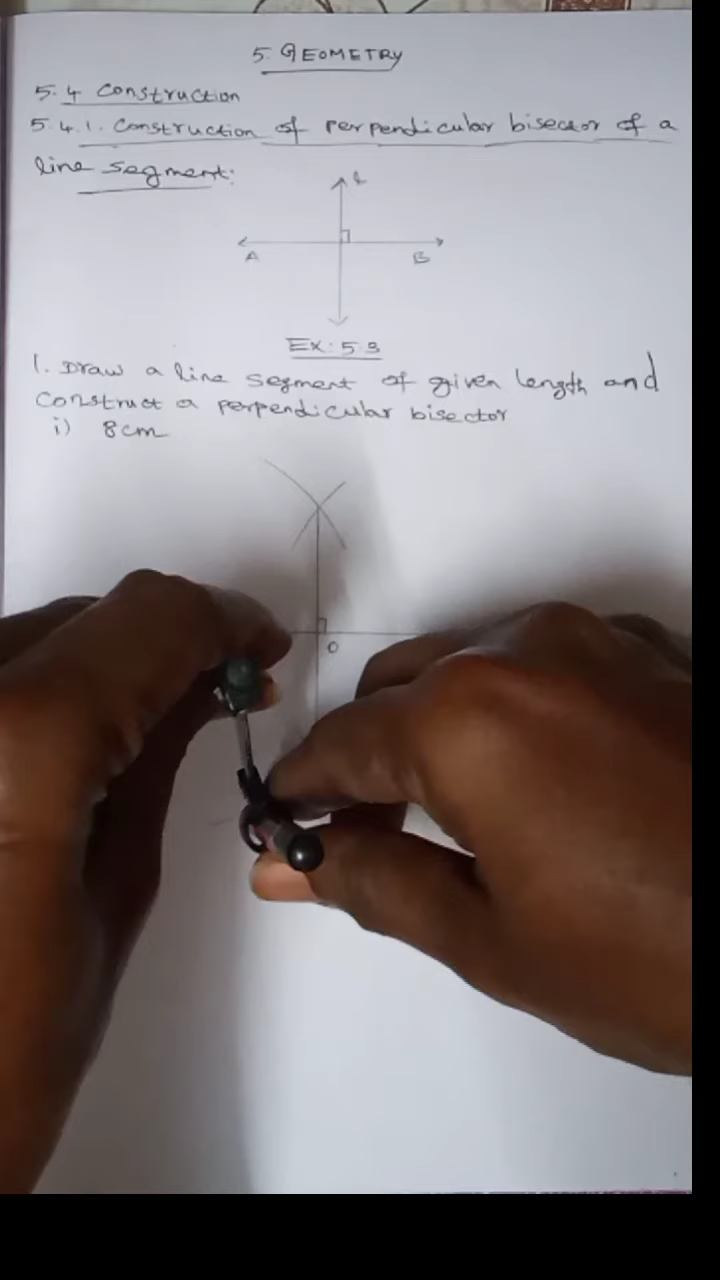 5. GEOMETRY
5.4 Construction
5.4.1. Construction of perpendicular bisector of a
line segment:
l
A B
Ex: 5.3
1. Draw a line segment of given length and
construct a perpendicular bisector
i) 8cm
O